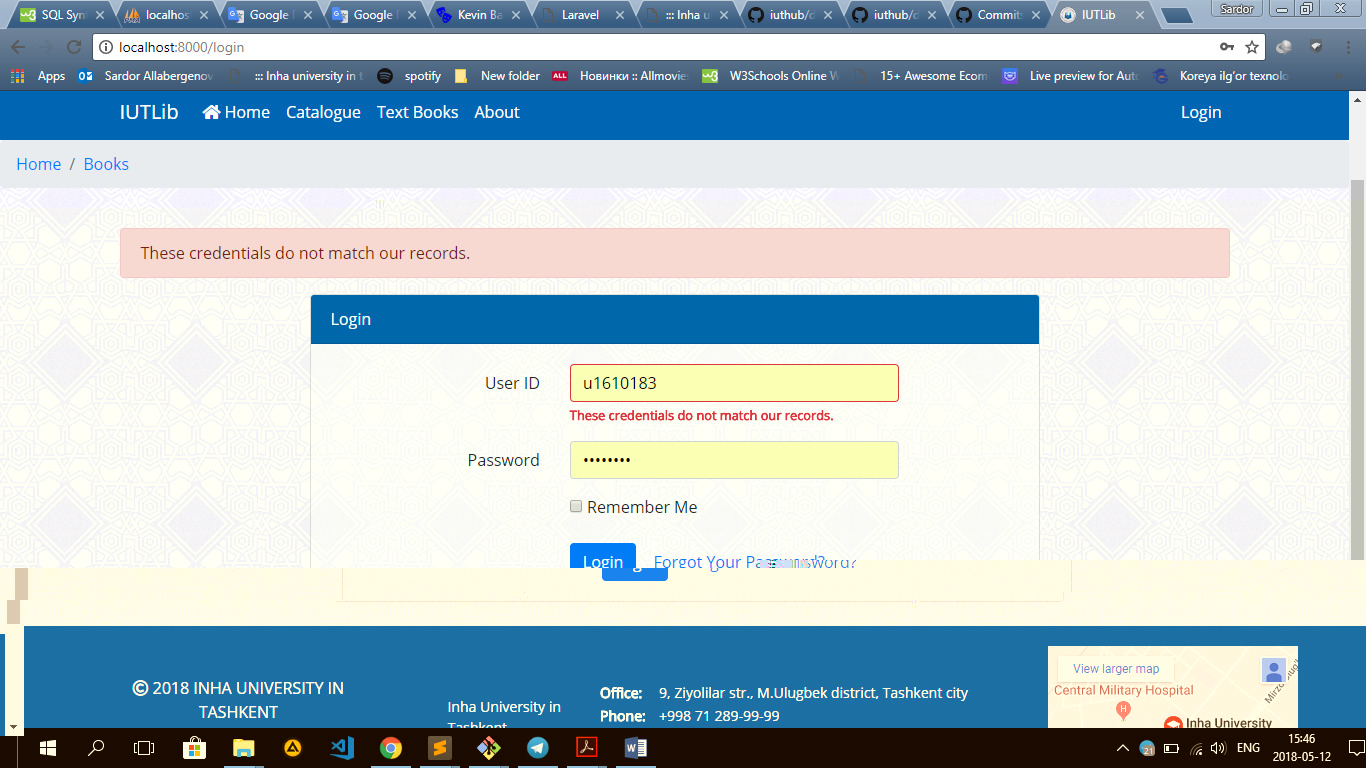 SQL Syn
localhos
Google
Google
Kevin Ba
Laravel
::: Inha u
iuthub/d
iuthub/d
Commits
IUTLib
Sardor
localhost:8000/login
Apps
Sardor Allabergenov
::: Inha university in t
spotify
New folder
ALL
Новинки :: Allmovie
W3Schools Online W
15+ Awesome Ecom
Live preview for Aut
Koreya ilg‘or texnolo
IUTLib Home Catalogue Text Books About Login
Home / Books
These credentials do not match our records.
Login
User ID u1610183
These credentials do not match our records.
Password
Remember Me
Login Forgot Your
© 2018 INHA UNIVERSITY IN
TASHKENT
Inha University in
Tashkent
Office: 9, Ziyolilar str., M.Ulugbek district, Tashkent city
Phone: +998 71 289-99-99
View larger map
Central Military Hospital
H
Inha University
21
ENG
15:46
2018-05-12